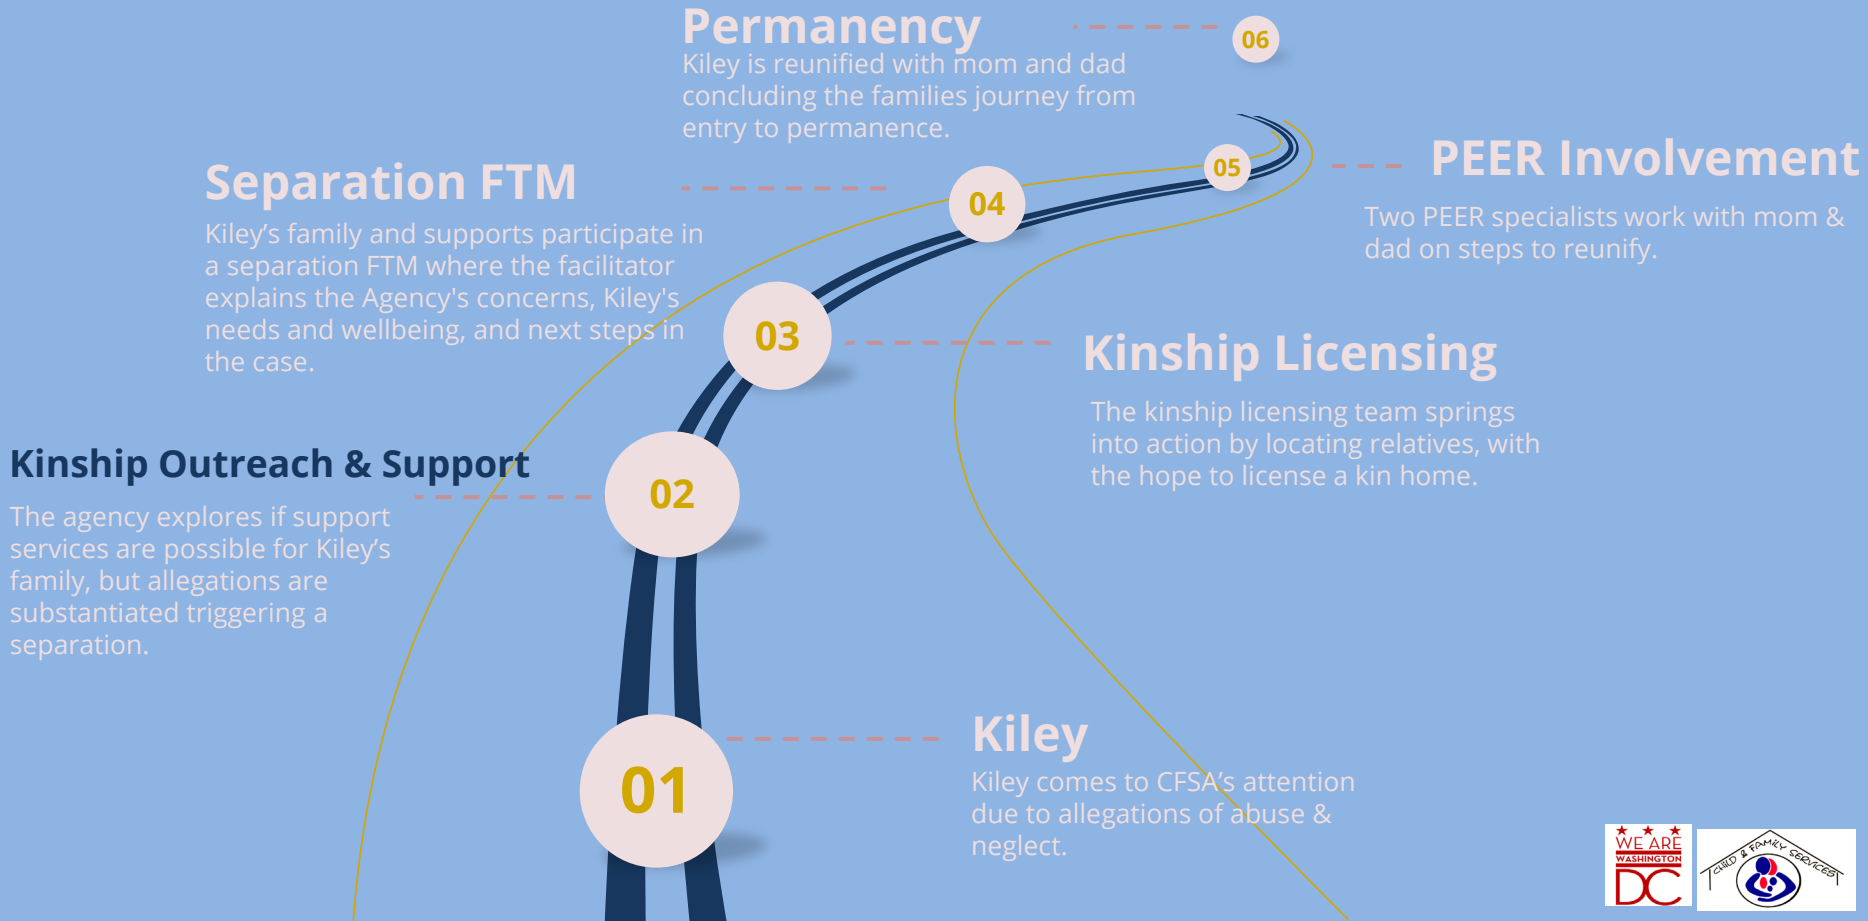 Permanency
Kiley is reunified with mom and dad
concluding the families journey from
entry to permanence.
06
Separation FTM
Kiley’s family and supports participate in
a separation FTM where the facilitator
explains the Agency's concerns, Kiley's
needs and wellbeing, and next steps in
the case.
04
05
PEER Involvement
Two PEER specialists work with mom &
dad on steps to reunify.
03
Kinship Licensing
The kinship licensing team springs
into action by locating relatives, with
the hope to license a kin home.
Kinship Outreach & Support
The agency explores if support
services are possible for Kiley’s
family, but allegations are
substantiated triggering a
separation.
02
01
Kiley
Kiley comes to CFSA’s attention
due to allegations of abuse &
neglect.
WE ARE
WASHINGTON
DC
CHILD & FAMILY SERVICES